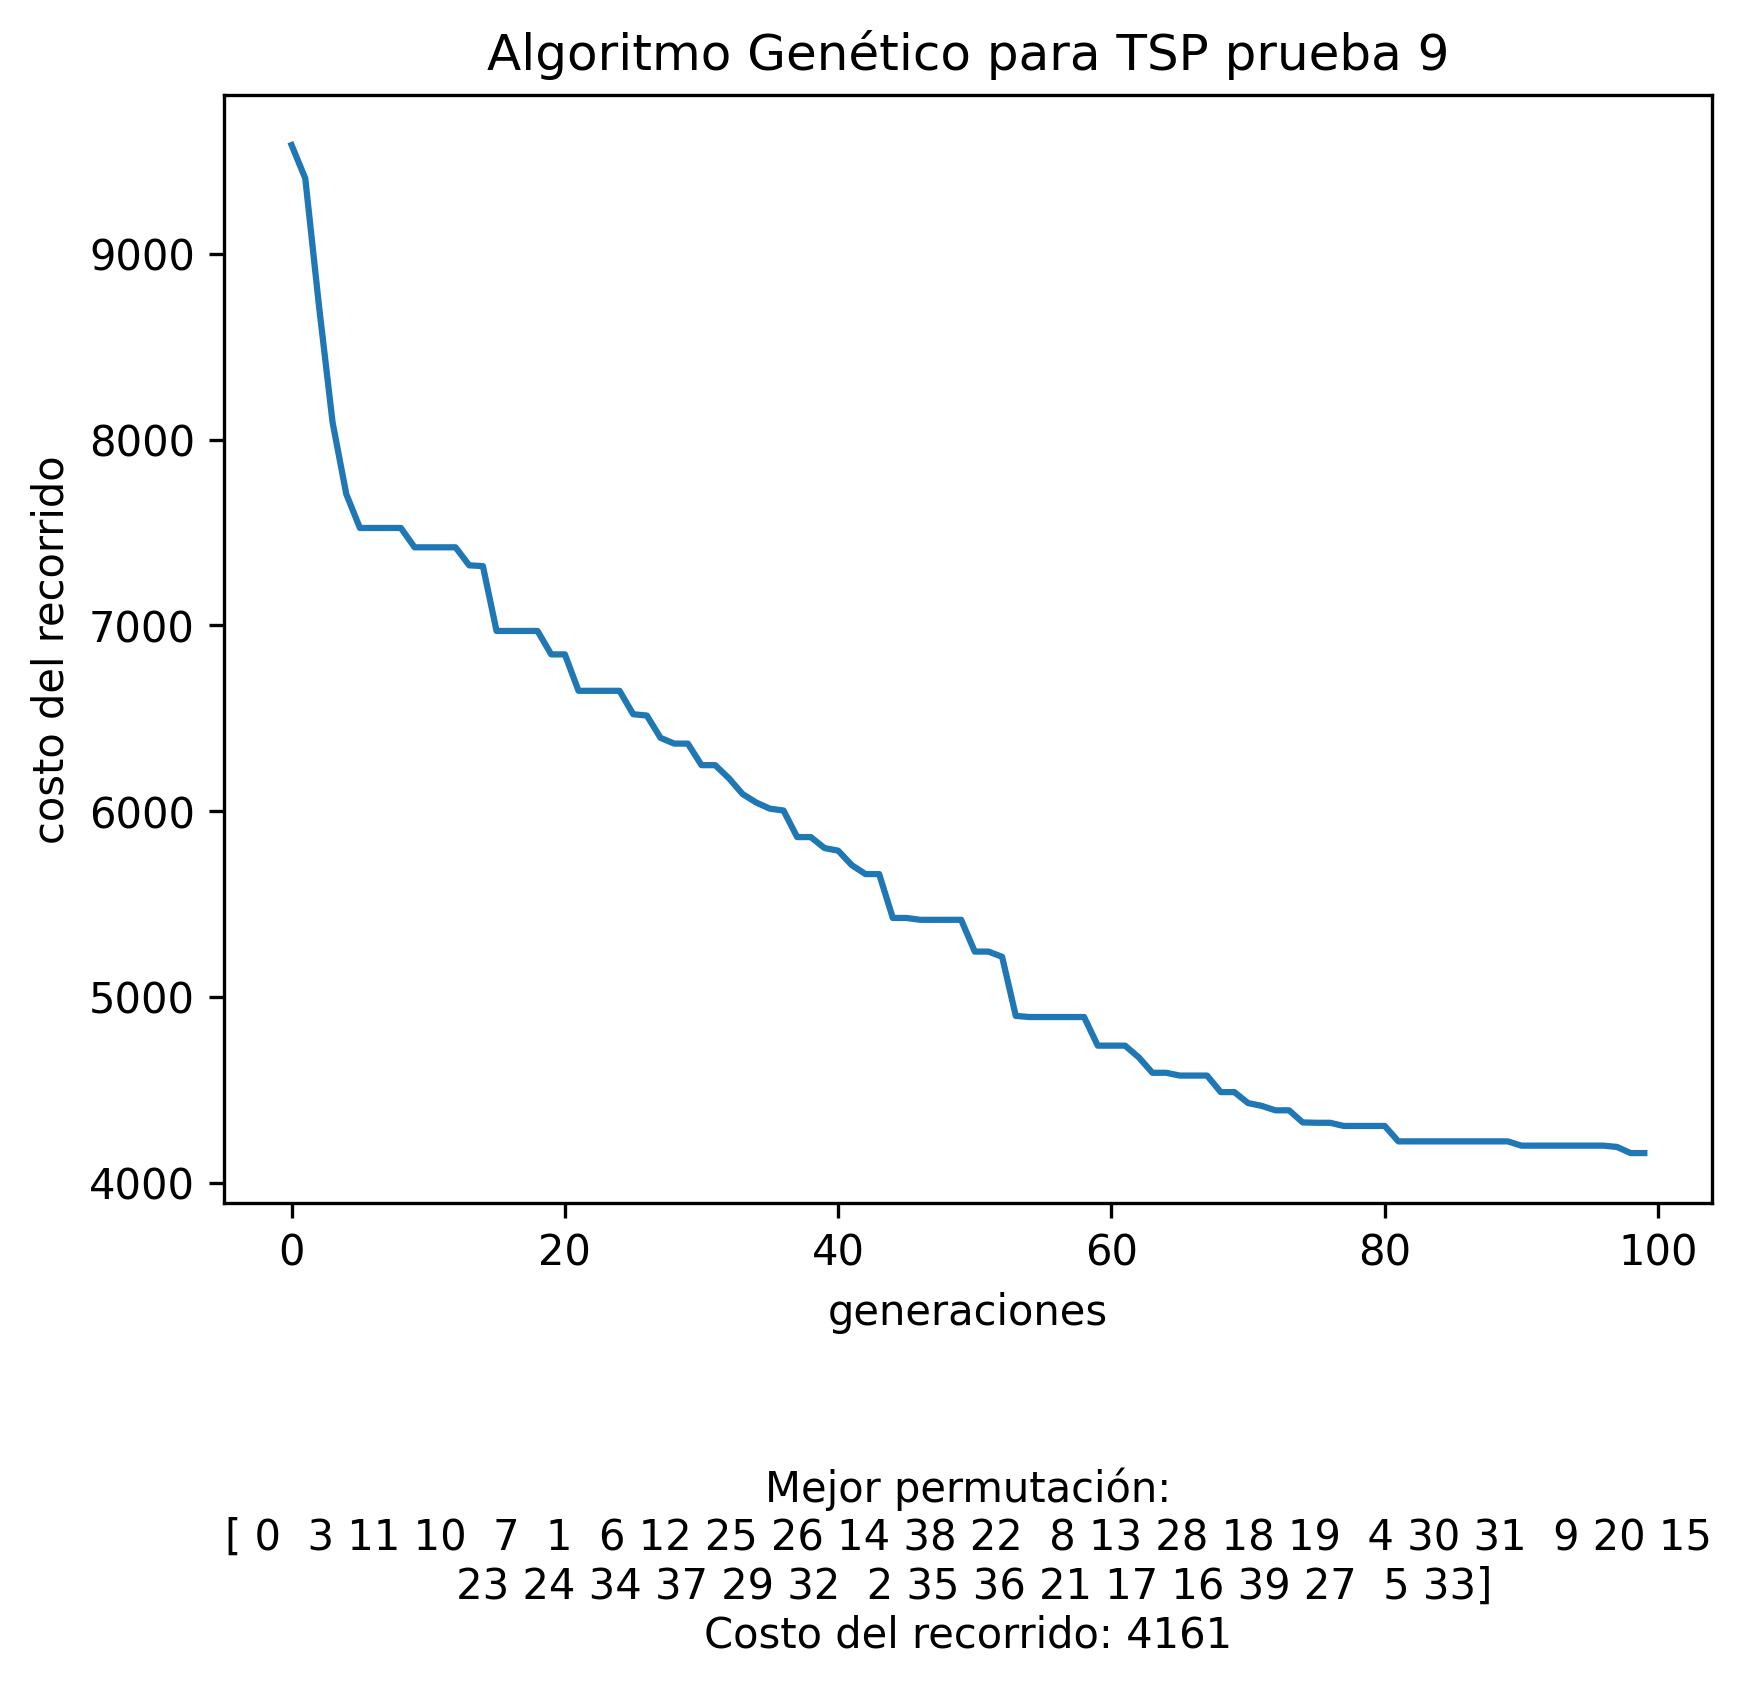 Algoritmo Genético para TSP prueba 9
costo del recorrido
9000
8000
7000
6000
5000
4000
0 20 40 60 80 100
generaciones
Mejor permutación:
[ 0  3 11 10  7  1  6 12 25 26 14 38 22  8 13 28 18 19  4 30 31  9 20 15
23 24 34 37 29 32  2 35 36 21 17 16 39 27  5 33]
Costo del recorrido: 4161